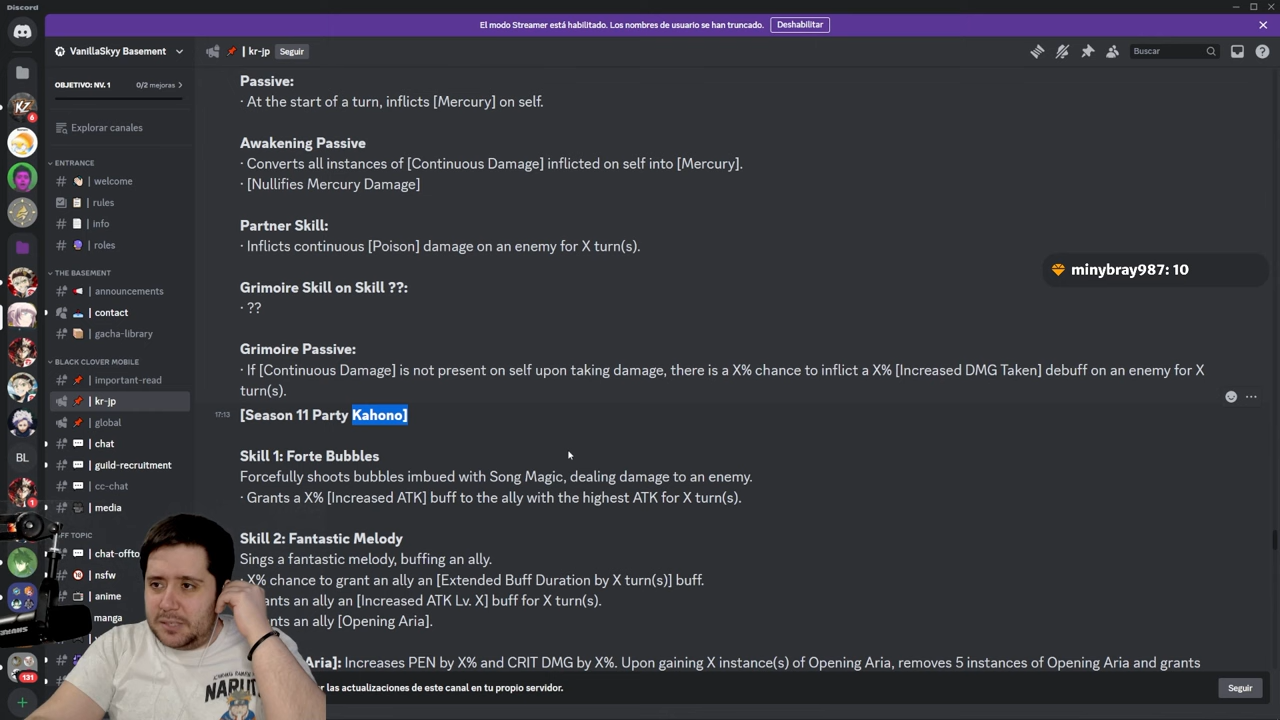 Discord
El modo Streamer está habilitado. Los nombres de usuario se han truncado.
Deshabilitar
VanillaSkyy Basement
kr-jp
Seguir
Buscar
OBJETIVO: NV. 1
0/2 mejoras
Explorar canales
ENTRANCE
welcome
rules
info
roles
THE BASEMENT
announcements
contact
gacha-library
BLACK CLOVER MOBILE
important-read
kr-jp
global
chat
guild-recruitment
cc-chat
media
FF TOPIC
chat-offto
nsfw
anime
manga
KZ
6
BL
1
131
Passive:
· At the start of a turn, inflicts [Mercury] on self.
Awakening Passive
· Converts all instances of [Continuous Damage] inflicted on self into [Mercury].
· [Nullifies Mercury Damage]
Partner Skill:
· Inflicts continuous [Poison] damage on an enemy for X turn(s).
minybray987: 10
Grimoire Skill on Skill ??:
· ??
Grimoire Passive:
· If [Continuous Damage] is not present on self upon taking damage, there is a X% chance to inflict a X% [Increased DMG Taken] debuff on an enemy for X
turn(s).
17:13
[Season 11 Party Kahono]
Skill 1: Forte Bubbles
Forcefully shoots bubbles imbued with Song Magic, dealing damage to an enemy.
· Grants a X% [Increased ATK] buff to the ally with the highest ATK for X turn(s).
Skill 2: Fantastic Melody
Sings a fantastic melody, buffing an ally.
X% chance to grant an ally an [Extended Buff Duration by X turn(s)] buff.
ants an ally an [Increased ATK Lv. X] buff for X turn(s).
ants an ally [Opening Aria].
ria]: Increases PEN by X% and CRIT DMG by X%. Upon gaining X instance(s) of Opening Aria, removes 5 instances of Opening Aria and grants
r las actualizaciones de este canal en tu propio servidor.
Seguir
NARUTO